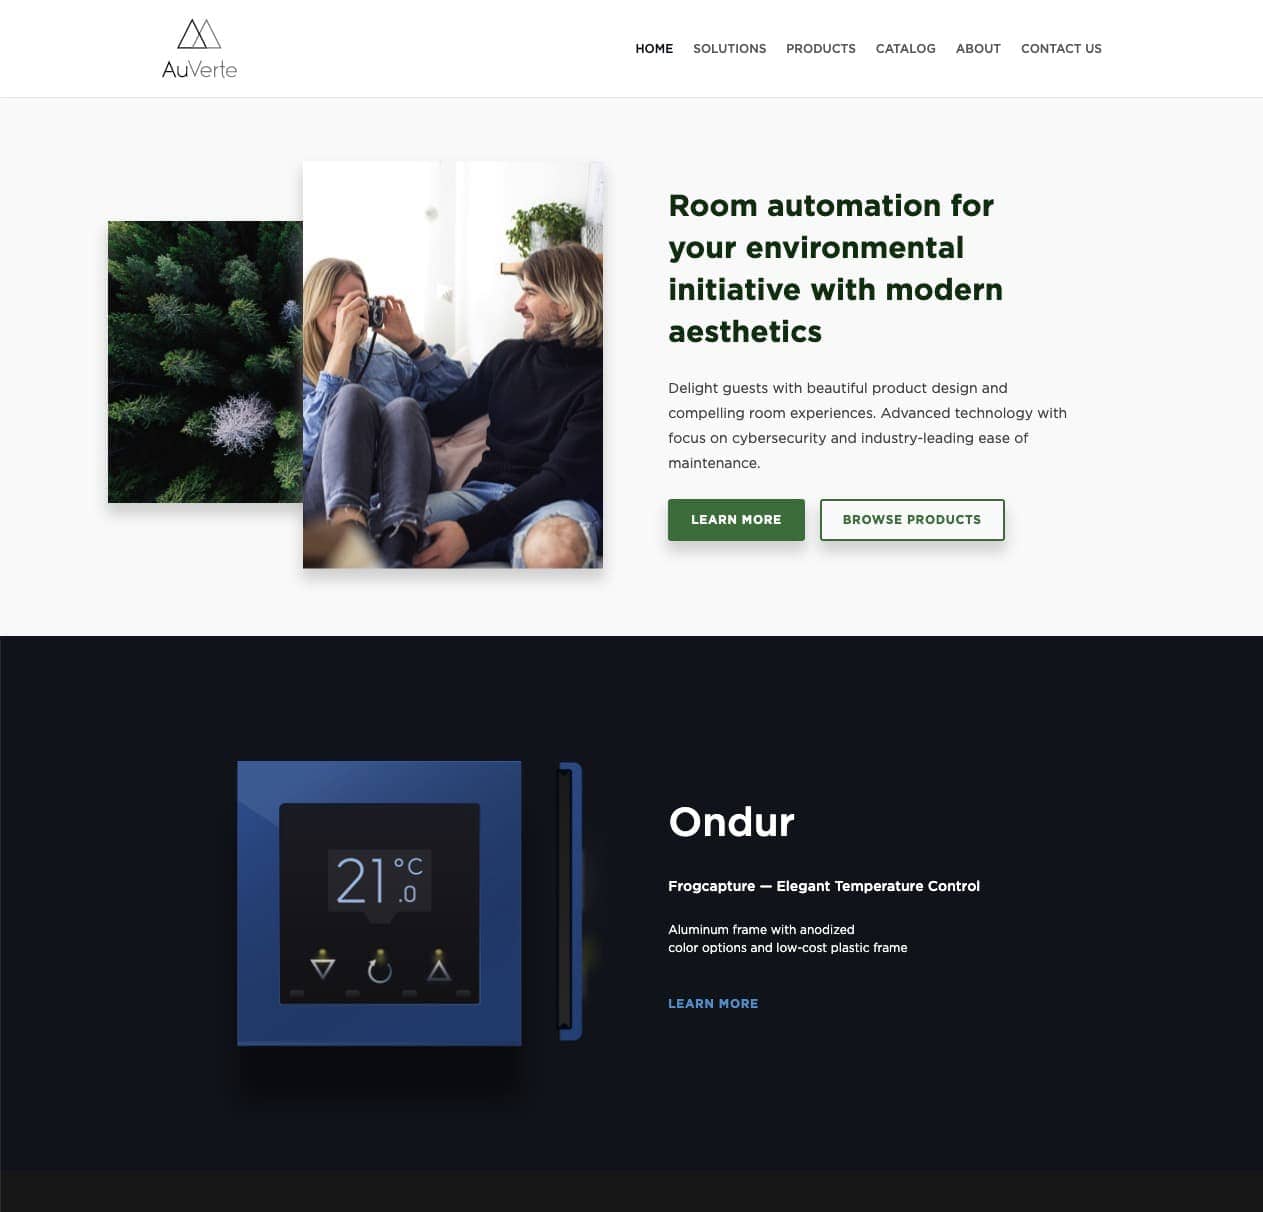 AuVerte
HOME SOLUTIONS PRODUCTS CATALOG ABOUT CONTACT US
Room automation for
your environmental
initiative with modern
aesthetics
Delight guests with beautiful product design and
compelling room experiences. Advanced technology with
focus on cybersecurity and industry-leading ease of
maintenance.
LEARN MORE BROWSE PRODUCTS
21.0 °C
Ondur
Frogcapture — Elegant Temperature Control
Aluminum frame with anodized
color options and low-cost plastic frame
LEARN MORE